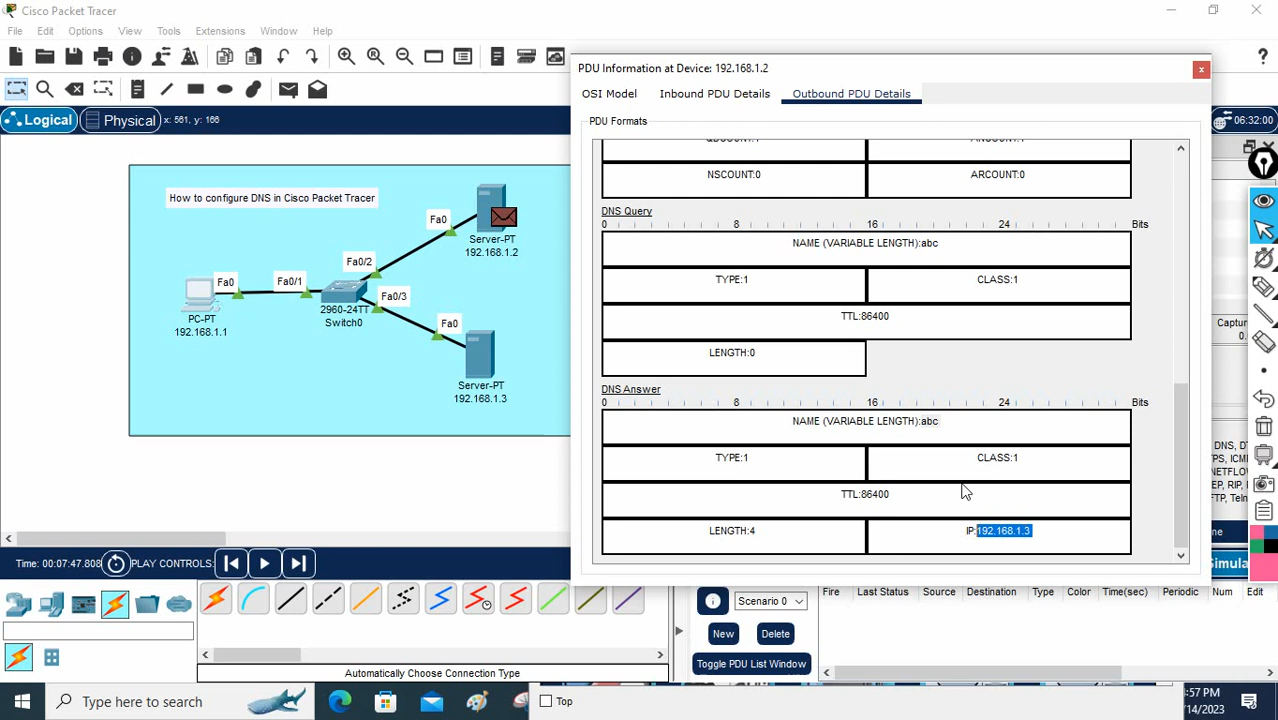 Cisco Packet Tracer
File Edit Options View Tools Extensions Window Help
Logical Physical x: 561, y: 166
06:32:00
How to configure DNS in Cisco Packet Tracer
Fa0
Server-PT
192.168.1.2
Fa0/2
Fa0
Fa0/1
Fa0/3
PC-PT
192.168.1.1
2960-24TT
Switch0
Fa0
Server-PT
192.168.1.3
PDU Information at Device: 192.168.1.2
OSI Model Inbound PDU Details Outbound PDU Details
PDU Formats
NSCOUNT:0 ARCOUNT:0
DNS Query
0 8 16 24 Bits
NAME (VARIABLE LENGTH):abc
TYPE:1 CLASS:1
TTL:86400
LENGTH:0
DNS Answer
0 8 16 24 Bits
NAME (VARIABLE LENGTH):abc
TYPE:1 CLASS:1
TTL:86400
LENGTH:4 IP:192.168.1.3
Captur
Time: 00:07:47.808 PLAY CONTROLS:
Simula
Scenario 0
New Delete
Toggle PDU List Window
Fire Last Status Source Destination Type Color Time(sec) Periodic Num Edit
Automatically Choose Connection Type
Type here to search
Top
:57 PM
/14/2023